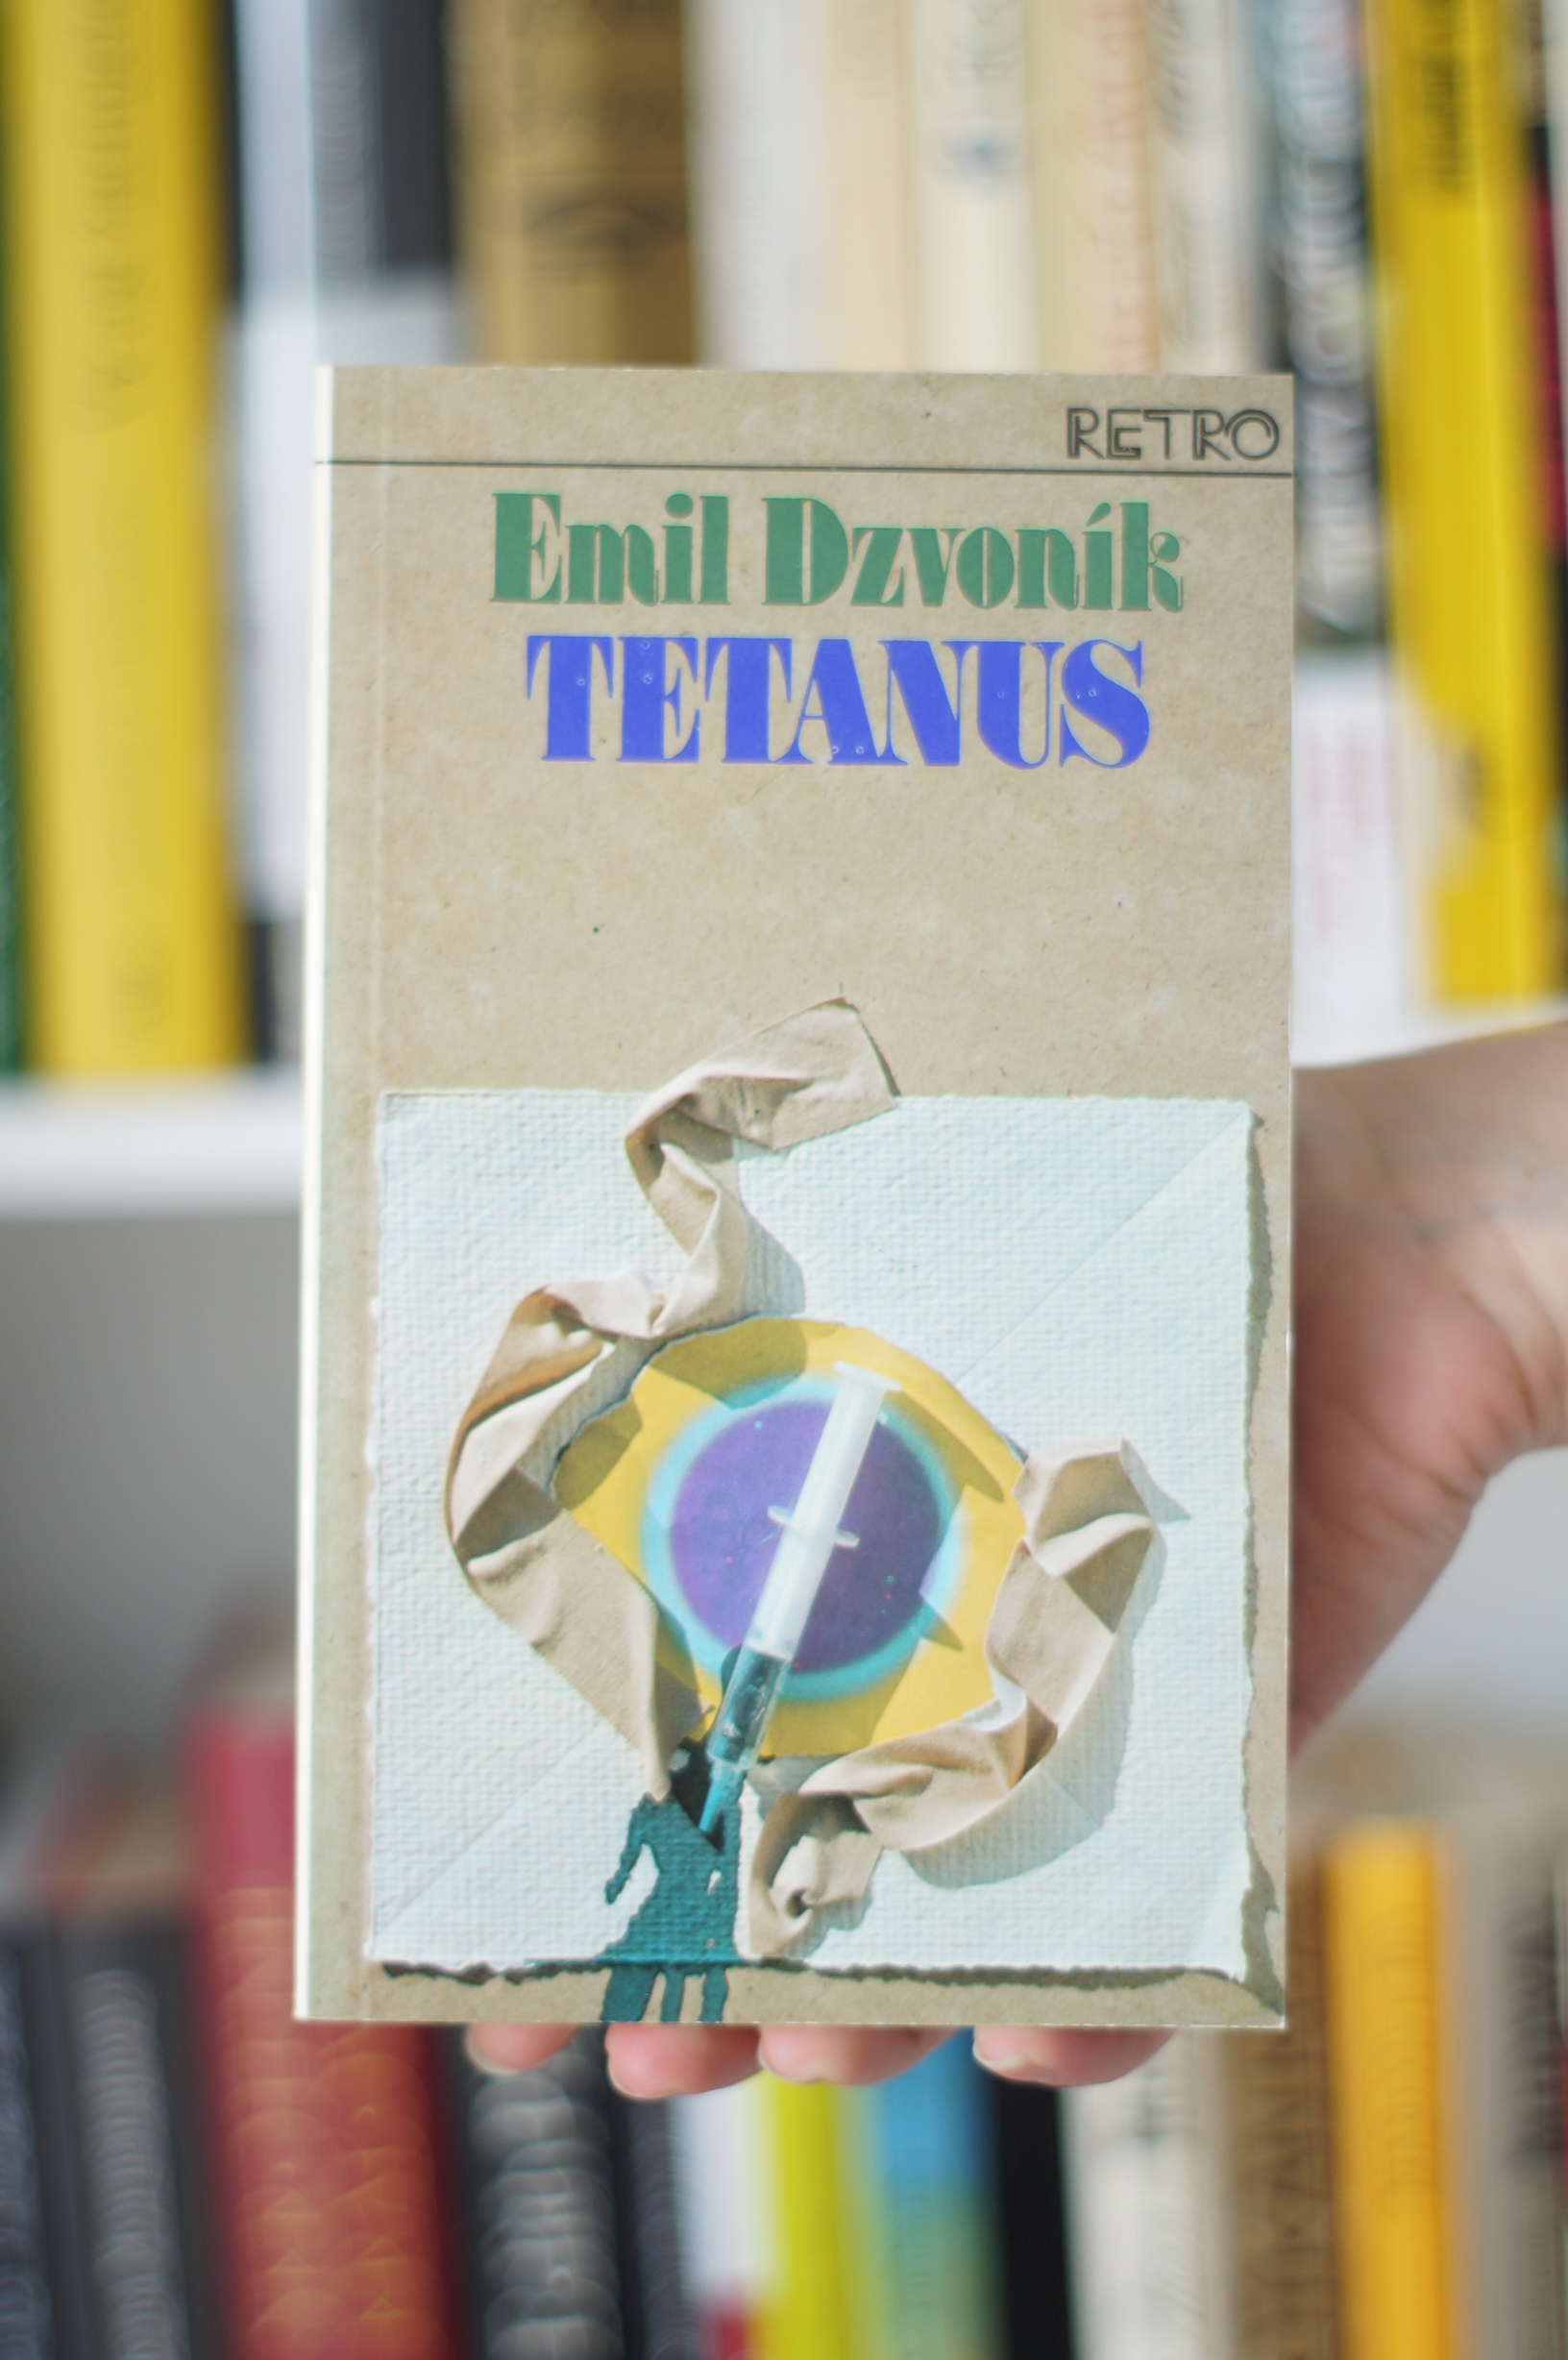 RETRO
Emil Dzvoník
TETANUS